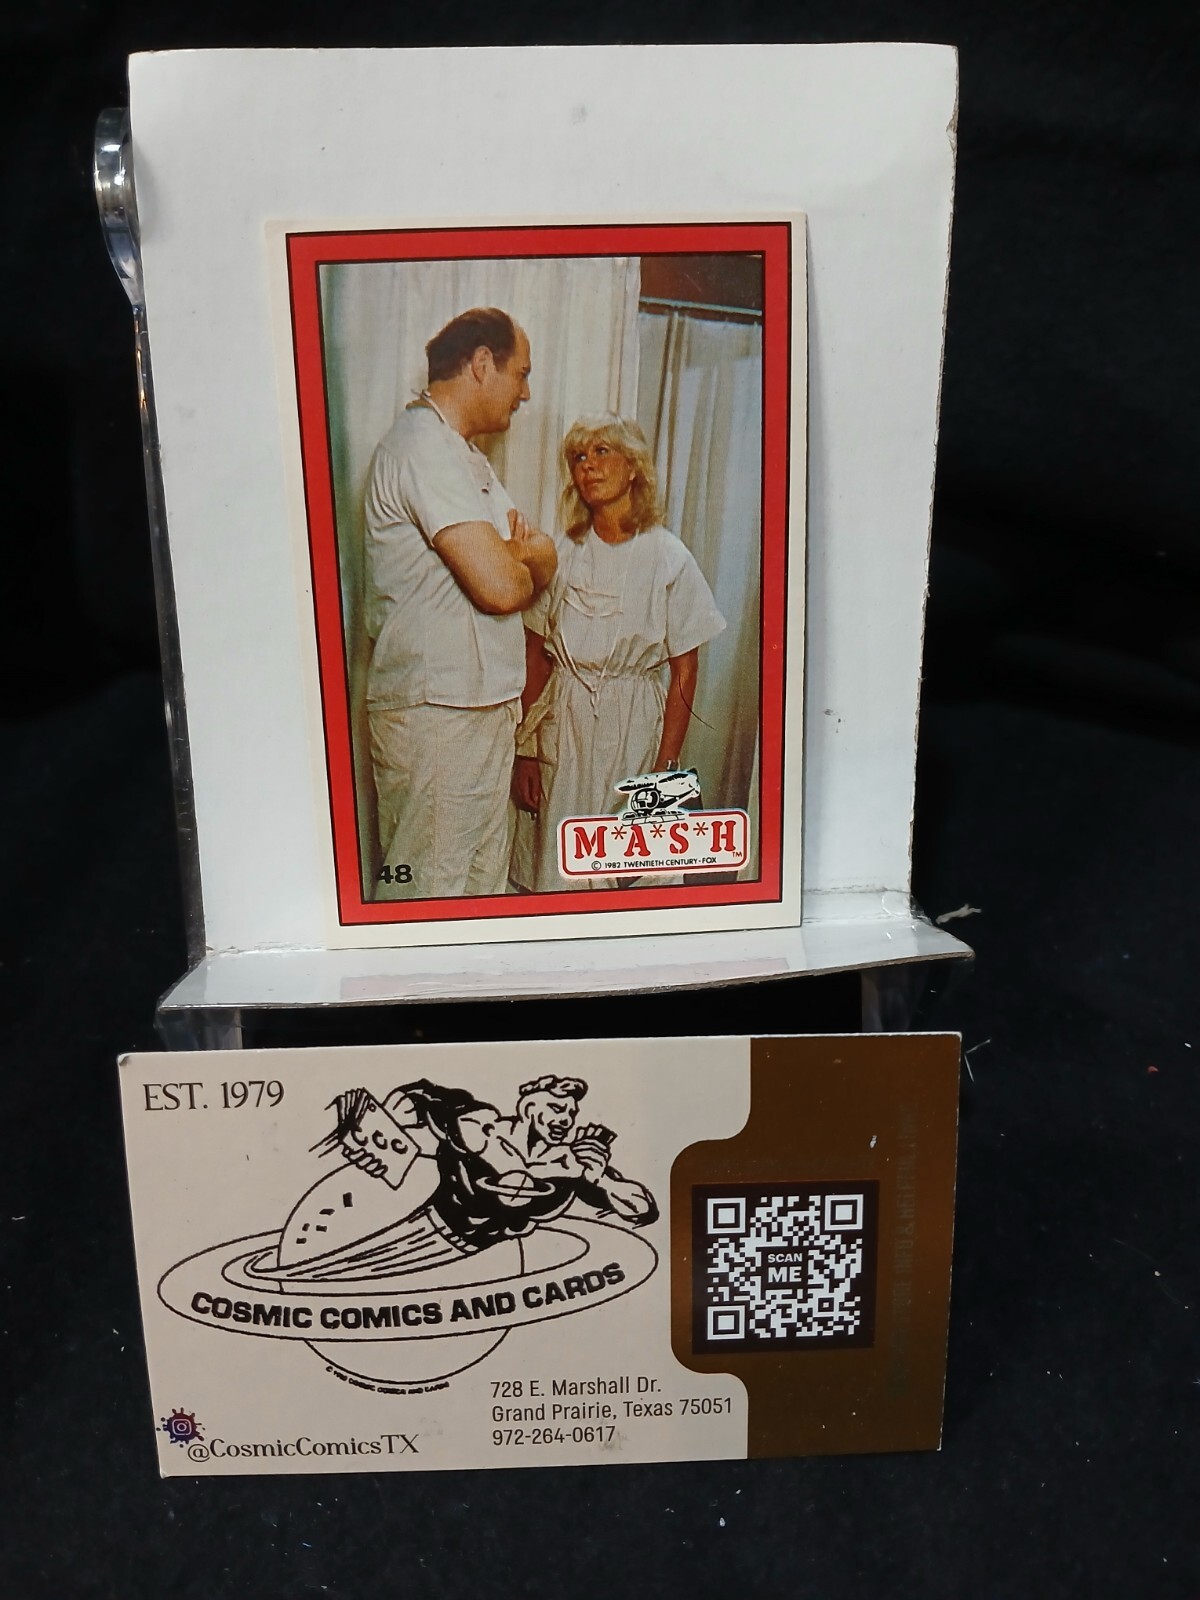 48
M*A*S*H™
© 1982 TWENTIETH CENTURY-FOX
EST. 1979
COSMIC COMICS AND CARDS
728 E. Marshall Dr.
Grand Prairie, Texas 75051
972-264-0617
@CosmicComicsTX
SCAN
ME